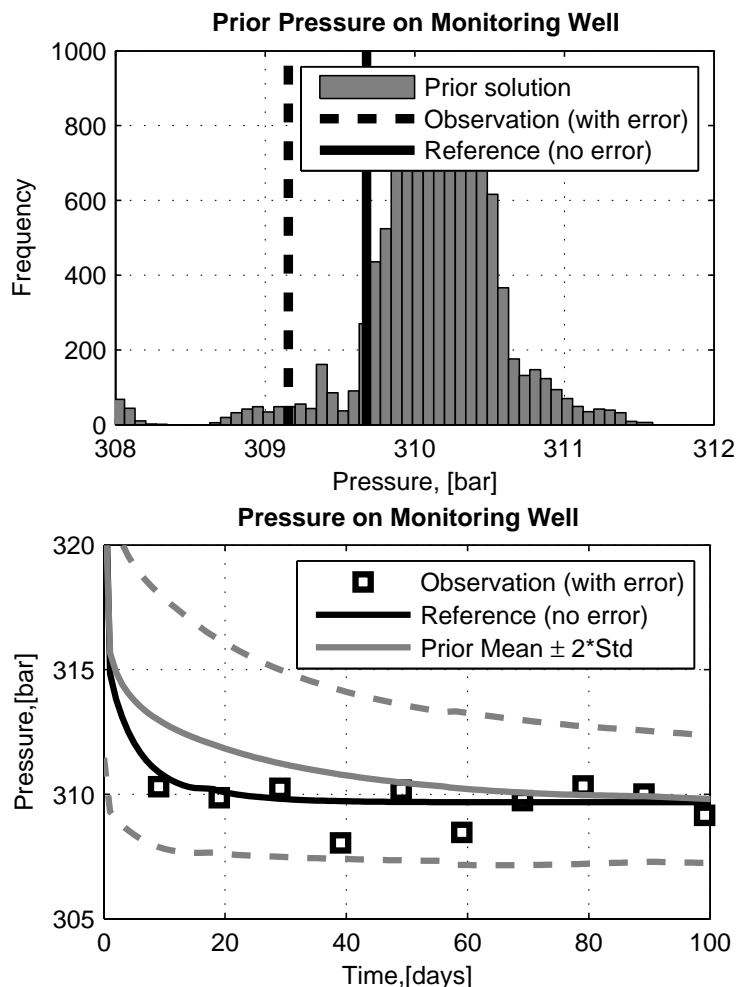 Prior Pressure on Monitoring Well
1000
800
600
400
200
0
Frequency
Prior solution
Observation (with error)
Reference (no error)
308
309
310
311
312
Pressure, [bar]
Pressure on Monitoring Well
320
315
310
305
Pressure,[bar]
Observation (with error)
Reference (no error)
Prior Mean ± 2*Std
0
20
40
60
80
100
Time,[days]